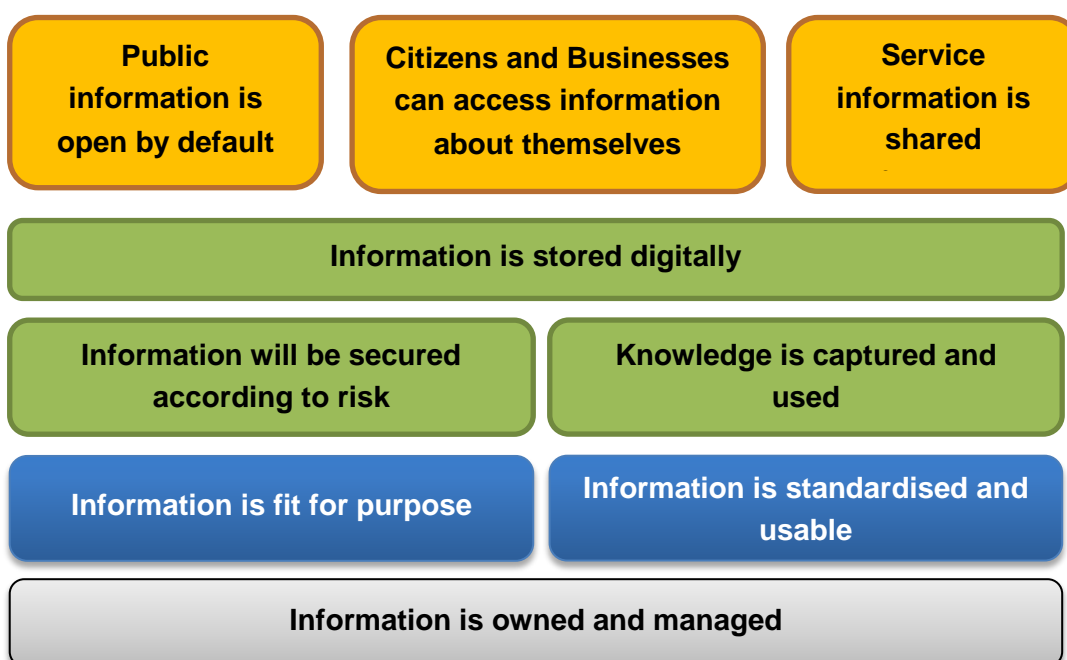 Public
information is
open by default
Citizens and Businesses
can access information
about themselves
Service
information is
shared
Information is stored digitally
Information will be secured
according to risk
Knowledge is captured and
used
Information is fit for purpose
Information is standardised and
usable
Information is owned and managed